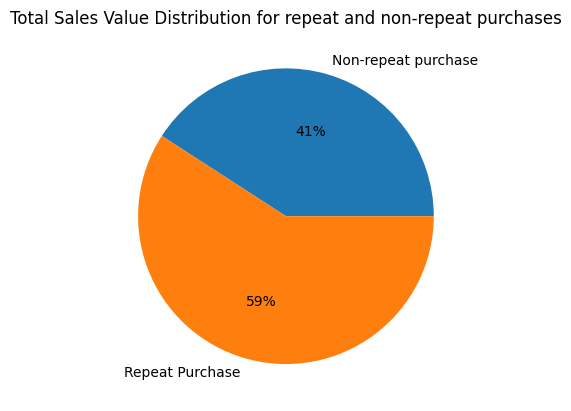 Total Sales Value Distribution for repeat and non-repeat purchases
Non-repeat purchase
41%
59%
Repeat Purchase